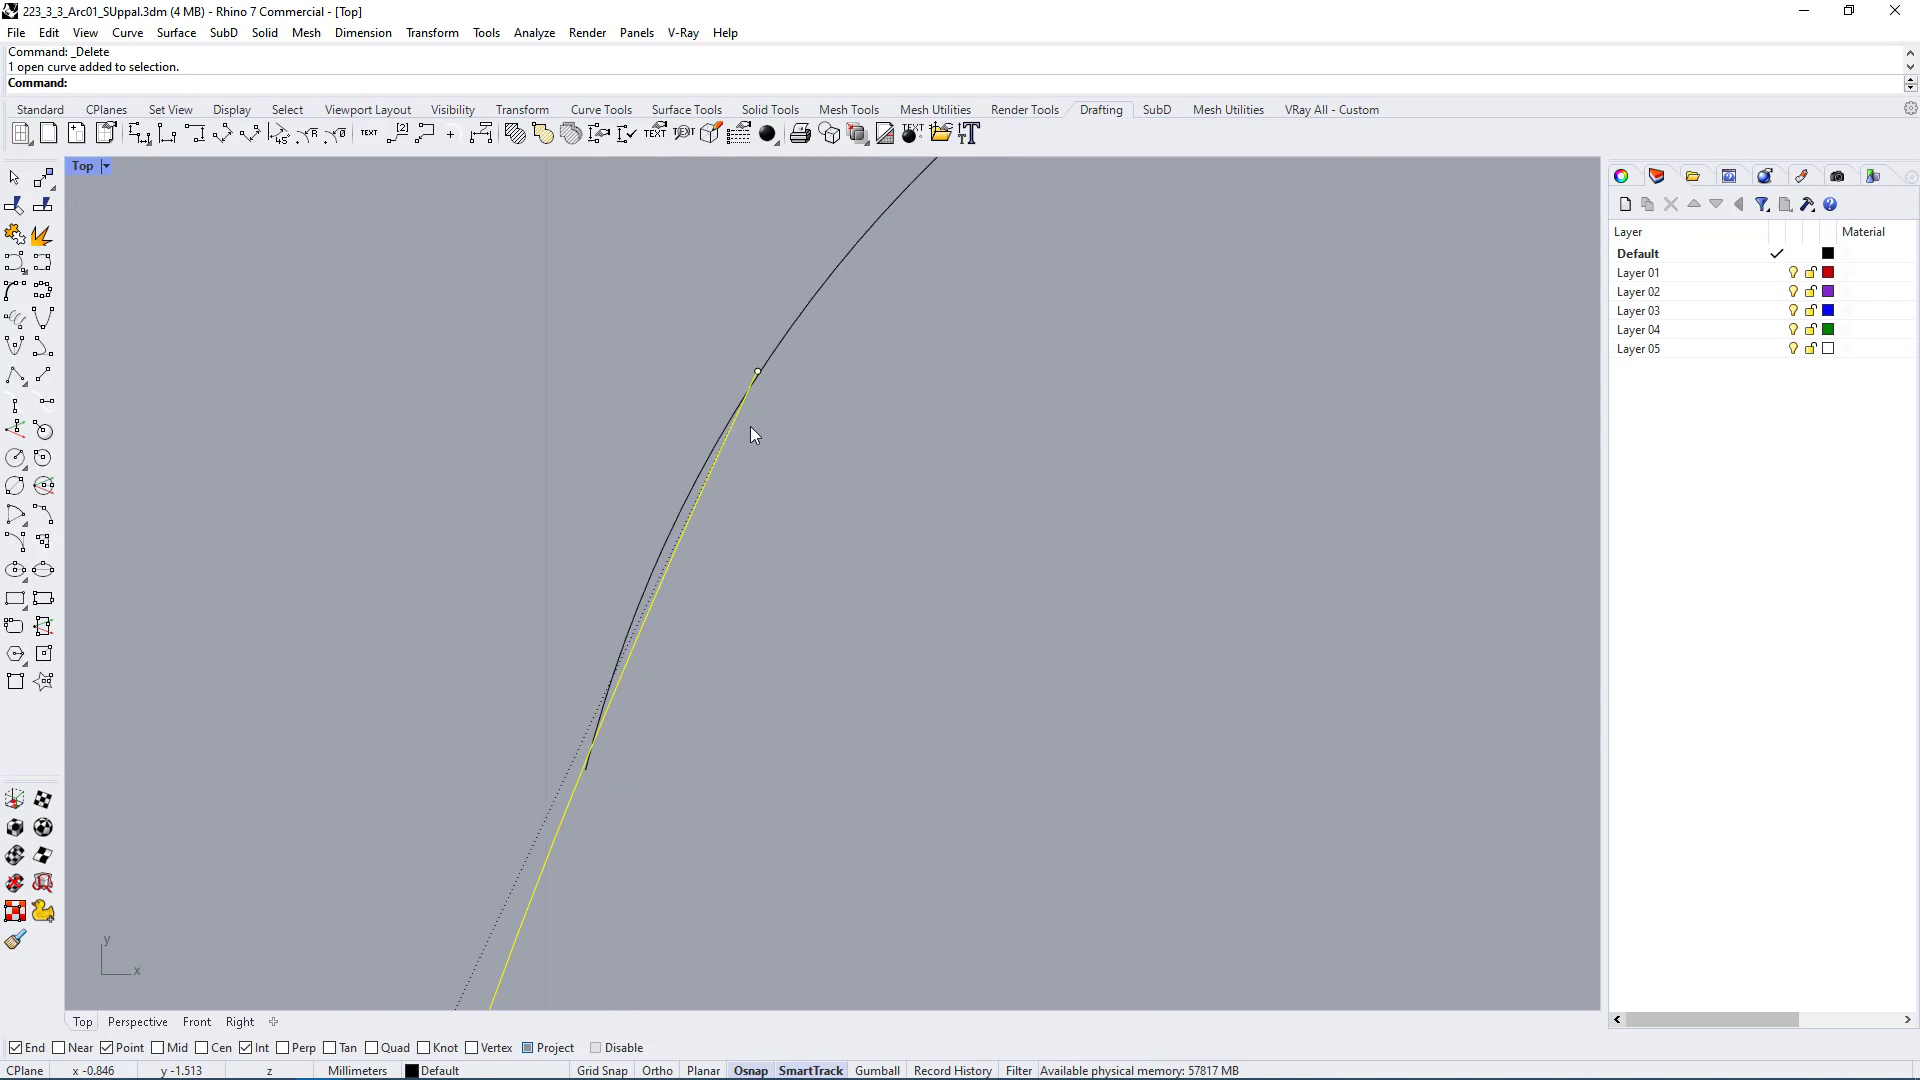 223_3_3_Arc01_SUppal.3dm (4 MB) - Rhino 7 Commercial - [Top]
File Edit View Curve Surface SubD Solid Mesh Dimension Transform Tools Analyze Render Panels V-Ray Help
Command: _Delete
1 open curve added to selection.
Command:
Standard CPlanes Set View Display Select Viewport Layout Visibility Transform Curve Tools Surface Tools Solid Tools Mesh Tools Mesh Utilities Render Tools Drafting SubD Mesh Utilities VRay All - Custom
Top
Layer Material
Default
Layer 01
Layer 02
Layer 03
Layer 04
Layer 05
y
x
Top Perspective Front Right
End Near Point Mid Cen Int Perp Tan Quad Knot Vertex Project Disable
CPlane x -0.846 y -1.513 z Millimeters Default Grid Snap Ortho Planar Osnap SmartTrack Gumball Record History Filter Available physical memory: 57817 MB